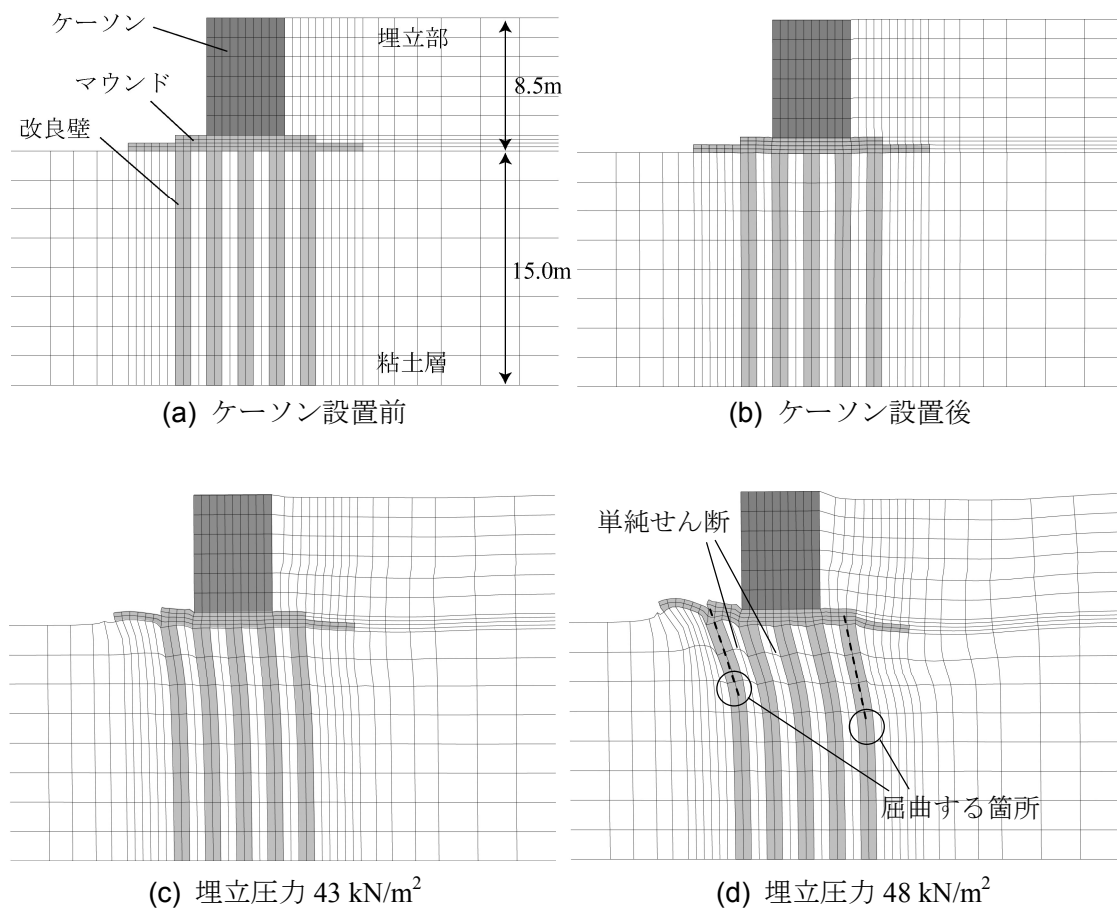 ケーソン
埋立部
マウンド
8.5m
改良壁
15.0m
粘土層
(a) ケーソン設置前
(b) ケーソン設置後
単純せん断
屈曲する箇所
(c) 埋立圧力 43 kN/m²
(d) 埋立圧力 48 kN/m²